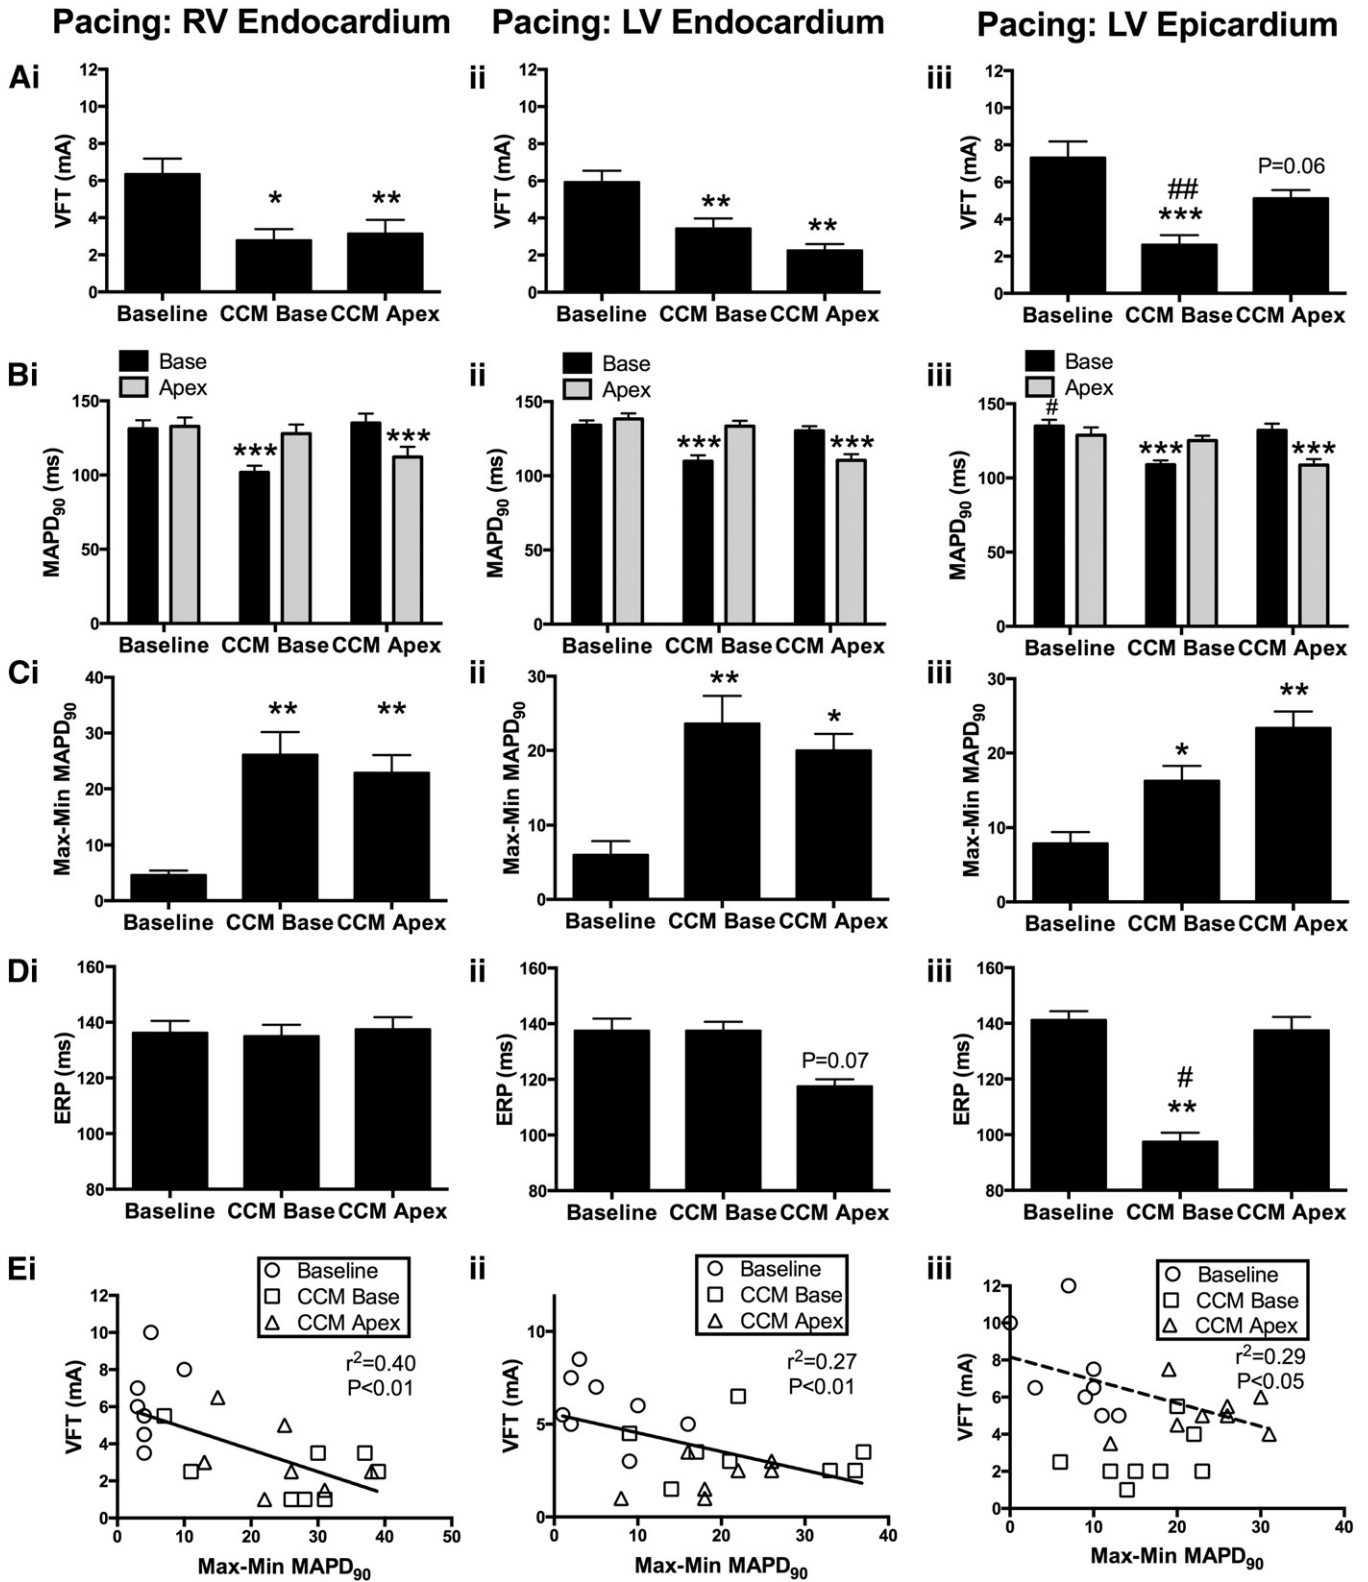 Pacing: RV Endocardium Pacing: LV Endocardium Pacing: LV Epicardium
Ai
12
10
8
6
4
2
0
VFT (mA)
*
**
Baseline CCM Base CCM Apex
ii
12
10
8
6
4
2
0
VFT (mA)
**
**
Baseline CCM Base CCM Apex
iii
12
10
8
6
4
2
0
VFT (mA)
##
***
P=0.06
Baseline CCM Base CCM Apex
Bi
Base
Apex
150
100
50
0
MAPD90 (ms)
***
***
Baseline CCM Base CCM Apex
ii
Base
Apex
150
100
50
0
MAPD90 (ms)
***
***
Baseline CCM Base CCM Apex
iii
Base
Apex
150
100
50
0
MAPD90 (ms)
#
***
***
Baseline CCM Base CCM Apex
Ci
40
30
20
10
0
Max-Min MAPD90
**
**
Baseline CCM Base CCM Apex
ii
30
20
10
0
Max-Min MAPD90
**
*
Baseline CCM Base CCM Apex
iii
30
20
10
0
Max-Min MAPD90
*
**
Baseline CCM Base CCM Apex
Di
160
140
120
100
80
ERP (ms)
Baseline CCM Base CCM Apex
ii
160
140
120
100
80
ERP (ms)
P=0.07
Baseline CCM Base CCM Apex
iii
160
140
120
100
80
ERP (ms)
#
**
Baseline CCM Base CCM Apex
Ei
Baseline
CCM Base
CCM Apex
r²=0.40
P<0.01
12
10
8
6
4
2
0
VFT (mA)
0 10 20 30 40 50
Max-Min MAPD90
ii
Baseline
CCM Base
CCM Apex
r²=0.27
P<0.01
10
5
0
VFT (mA)
0 10 20 30 40
Max-Min MAPD90
iii
Baseline
CCM Base
CCM Apex
r²=0.29
P<0.05
12
10
8
6
4
2
0
VFT (mA)
0 10 20 30 40
Max-Min MAPD90